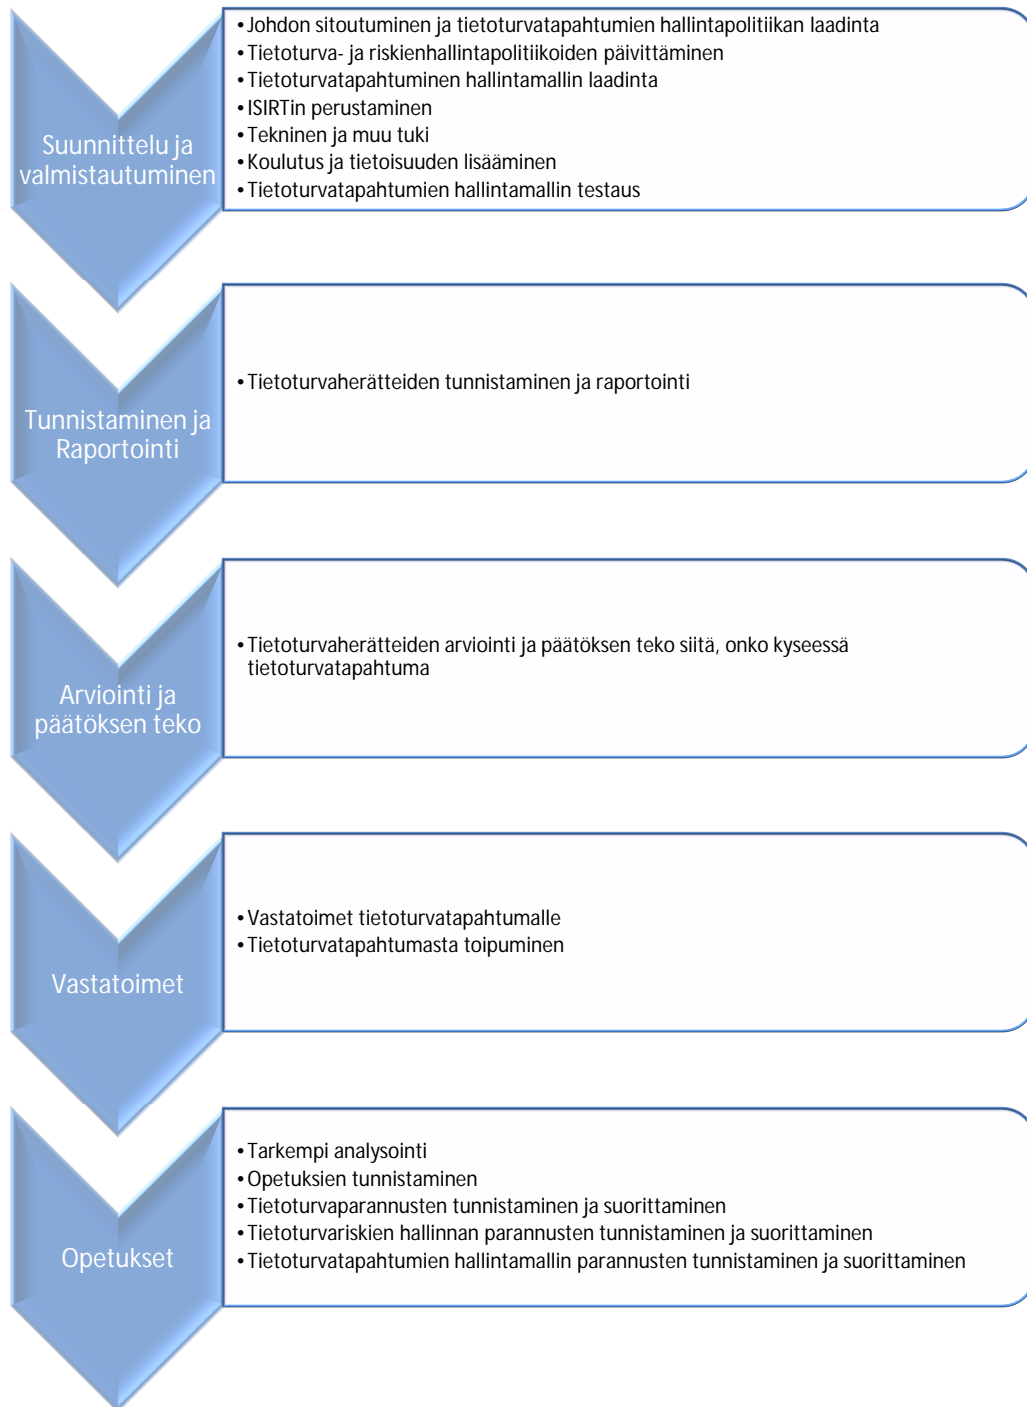 Suunnittelu ja
valmistautuminen
• Johdon sitoutuminen ja tietoturvatapahtumien hallintapolitiikan laadinta
• Tietoturva- ja riskienhallintapolitiikoiden päivittäminen
• Tietoturvatapahtuminen hallintamallin laadinta
• ISIRTin perustaminen
• Tekninen ja muu tuki
• Koulutus ja tietoisuuden lisääminen
• Tietoturvatapahtumien hallintamallin testaus
Tunnistaminen ja
Raportointi
• Tietoturvaherätteiden tunnistaminen ja raportointi
Arviointi ja
päätöksen teko
• Tietoturvaherätteiden arviointi ja päätöksen teko siitä, onko kyseessä
tietoturvatapahtuma
Vastatoimet
• Vastatoimet tietoturvatapahtumalle
• Tietoturvatapahtumasta toipuminen
Opetukset
• Tarkempi analysointi
• Opetuksien tunnistaminen
• Tietoturvaparannusten tunnistaminen ja suorittaminen
• Tietoturvariskien hallinnan parannusten tunnistaminen ja suorittaminen
• Tietoturvatapahtumien hallintamallin parannusten tunnistaminen ja suorittaminen